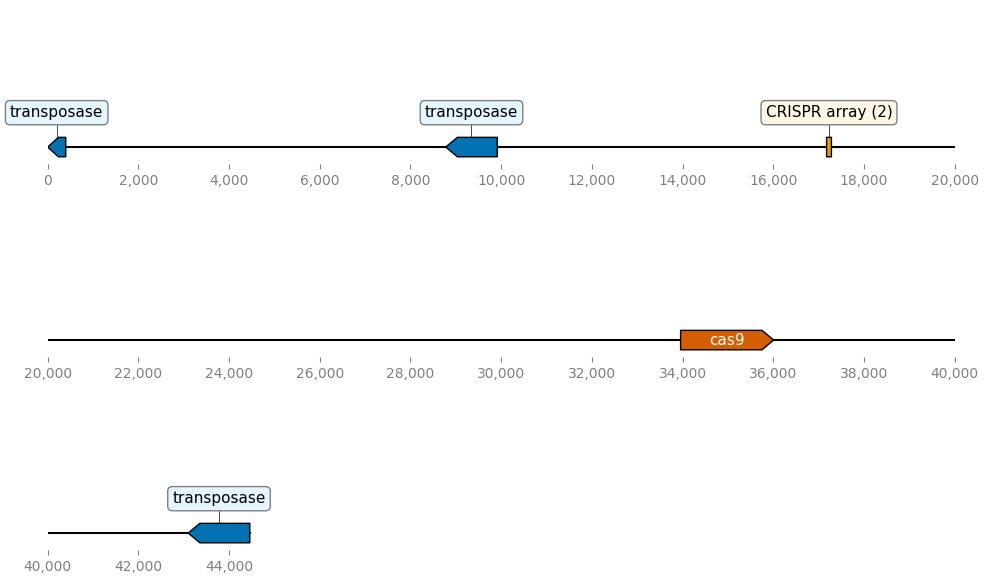 transposase transposase CRISPR array (2)
0 2,000 4,000 6,000 8,000 10,000 12,000 14,000 16,000 18,000 20,000
cas9
20,000 22,000 24,000 26,000 28,000 30,000 32,000 34,000 36,000 38,000 40,000
transposase
40,000 42,000 44,000